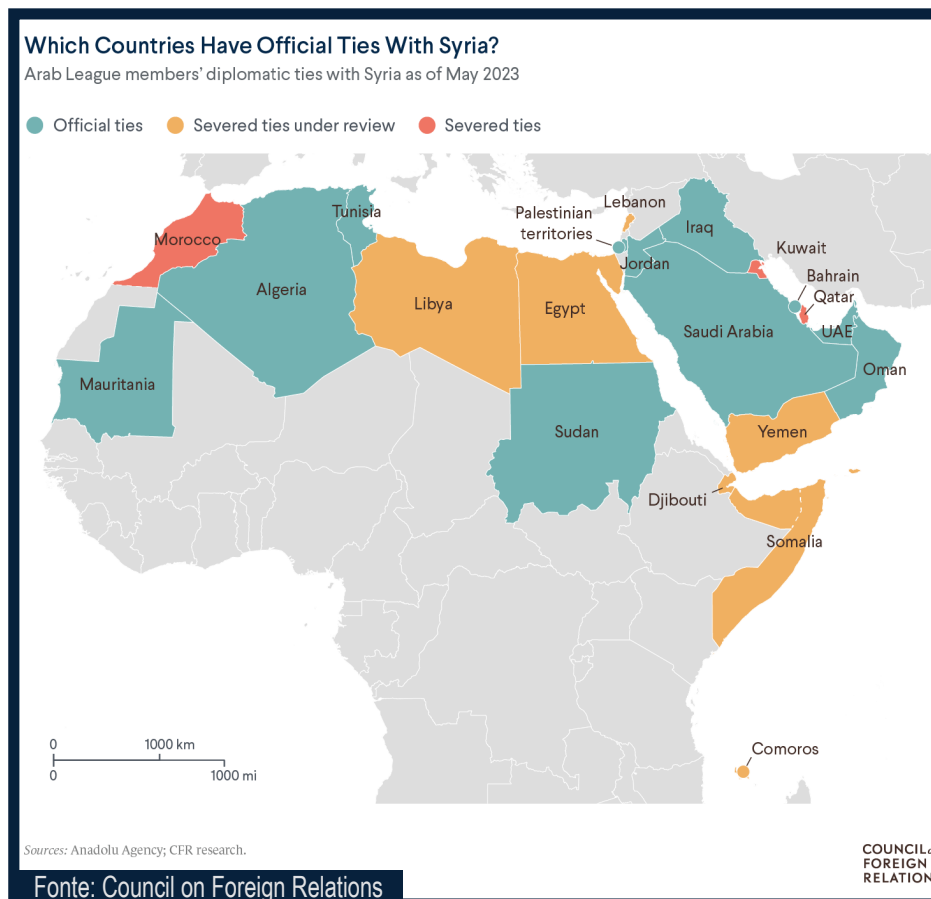 Which Countries Have Official Ties With Syria?
Arab League members' diplomatic ties with Syria as of May 2023
Official ties
Severed ties under review
Severed ties
Lebanon
Tunisia
Palestinian
territories
Iraq
Morocco
Kuwait
Jordan
Bahrain
Algeria
Qatar
Libya
Egypt
Saudi Arabia
UAE
Oman
Mauritania
Sudan
Yemen
Djibouti
Somalia
Comoros
0
1000 km
0
1000 mi
Sources: Anadolu Agency; CFR research.
COUNCIL
FOREIGN
RELATION
Fonte: Council on Foreign Relations